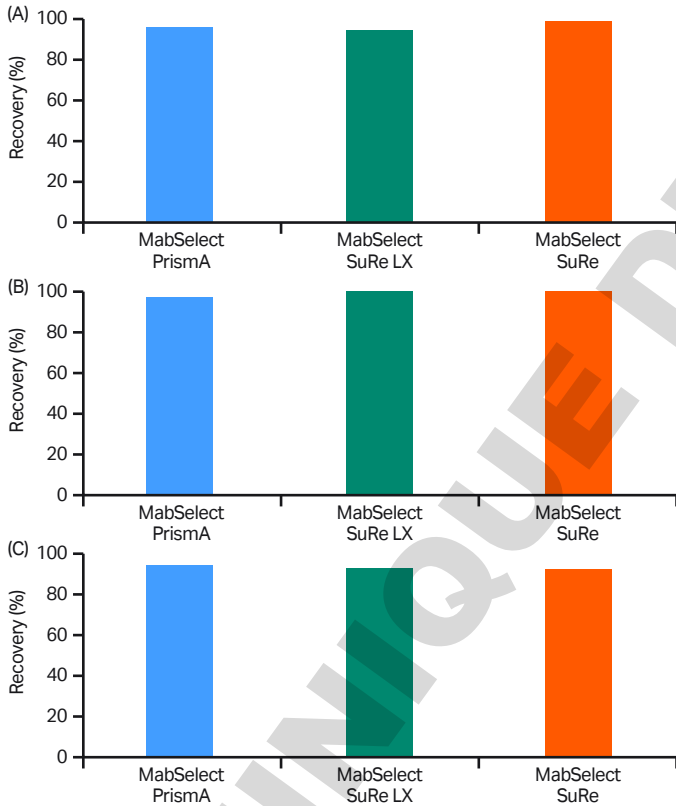 (A)
Recovery (%)
100
80
60
40
20
0
MabSelect
PrismA
MabSelect
SuRe LX
MabSelect
SuRe
(B)
Recovery (%)
100
80
60
40
20
0
MabSelect
PrismA
MabSelect
SuRe LX
MabSelect
SuRe
(C)
Recovery (%)
100
80
60
40
20
0
MabSelect
PrismA
MabSelect
SuRe LX
MabSelect
SuRe
UNIQUE